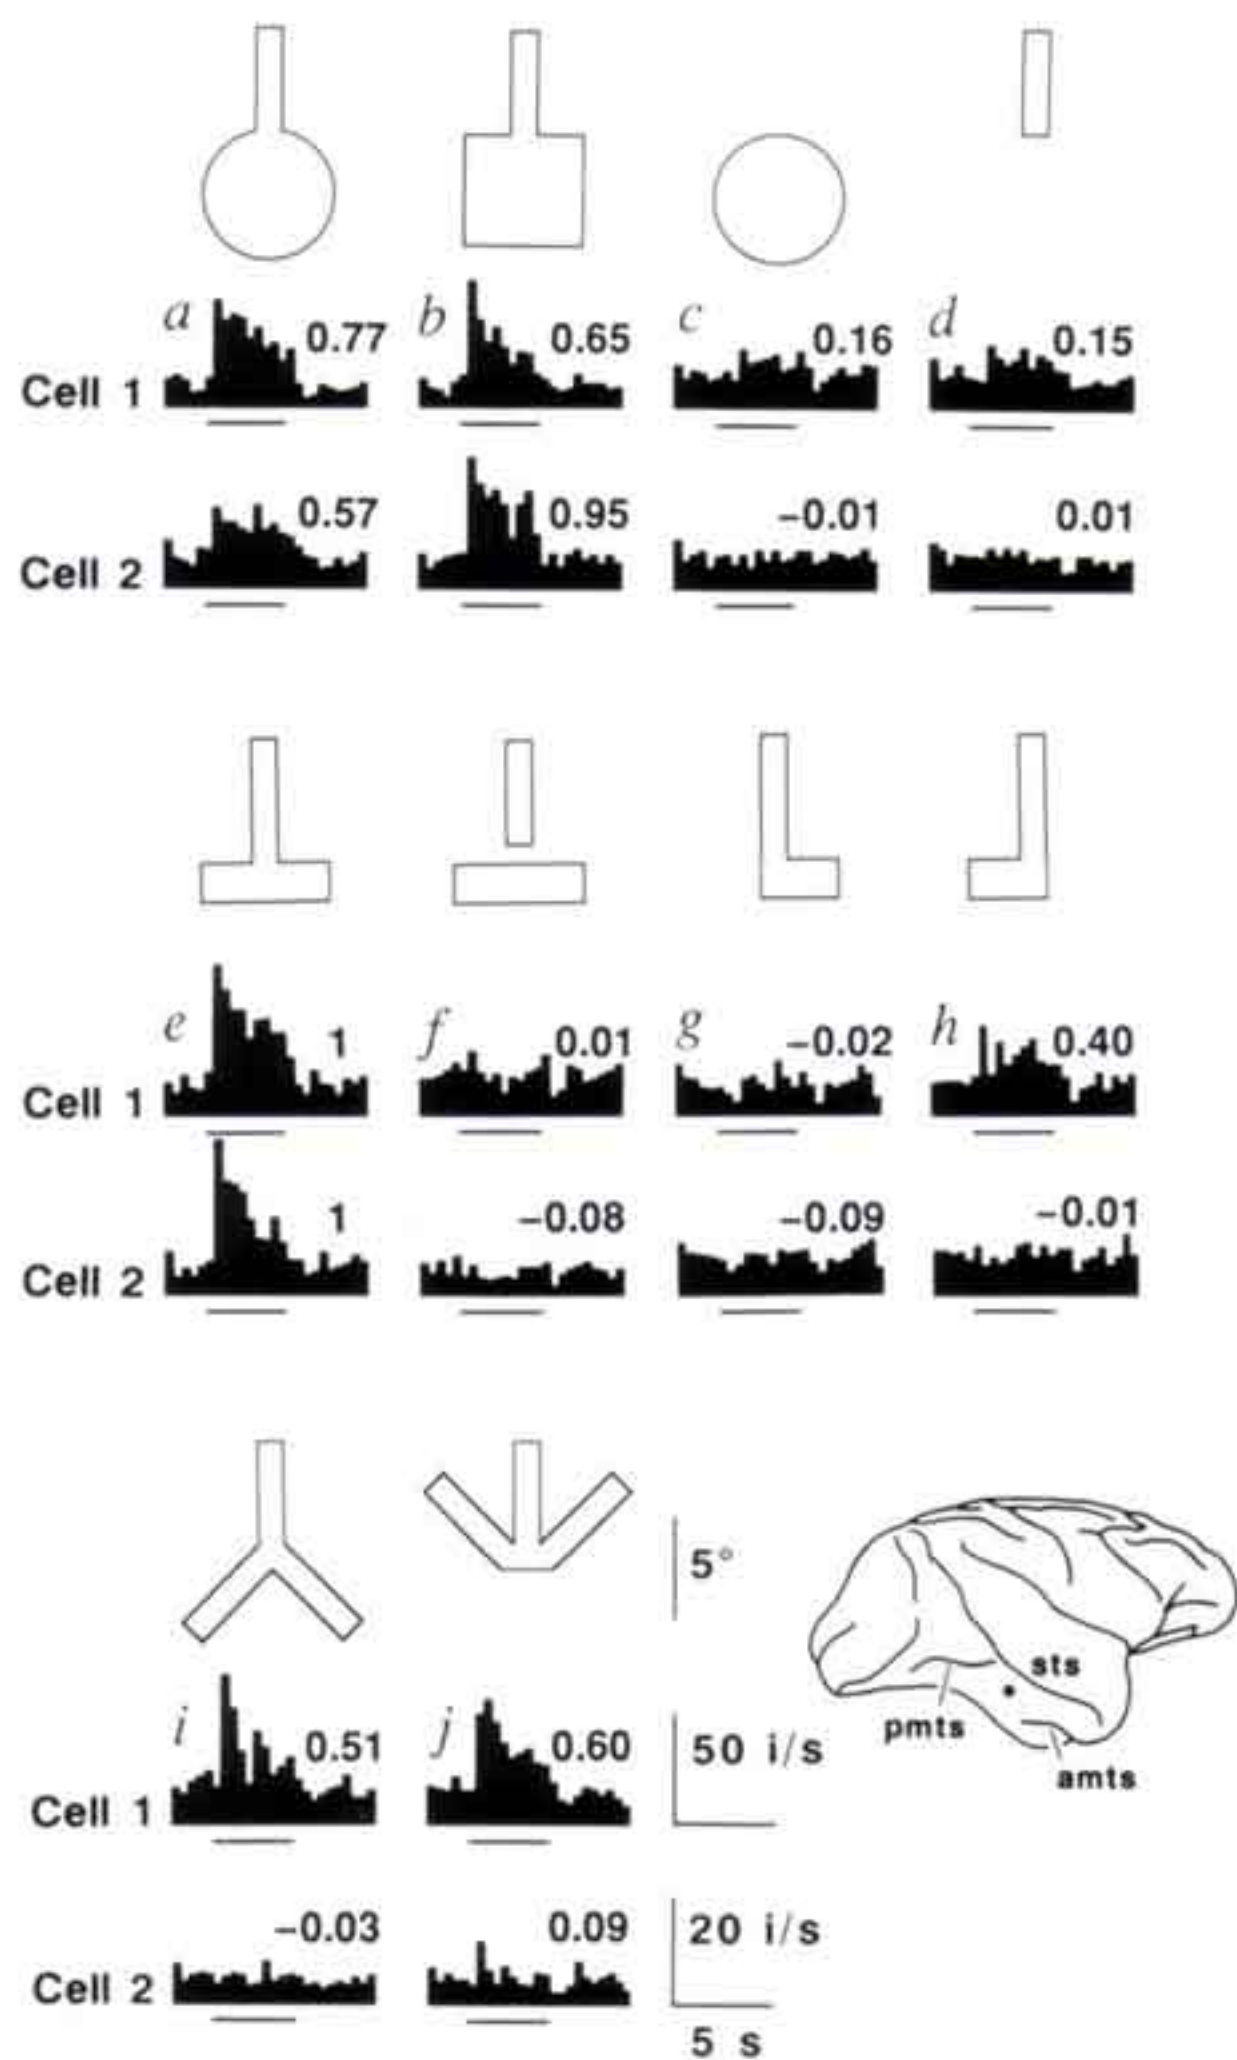 a 0.77 b 0.65 c 0.16 d 0.15
Cell 1
0.57 0.95 −0.01 0.01
Cell 2
e 1 f 0.01 g −0.02 h 0.40
Cell 1
1 −0.08 −0.09 −0.01
Cell 2
5°
sts
pmts
amts
i 0.51 j 0.60 50 i/s
Cell 1
−0.03 0.09 20 i/s
Cell 2
5 s